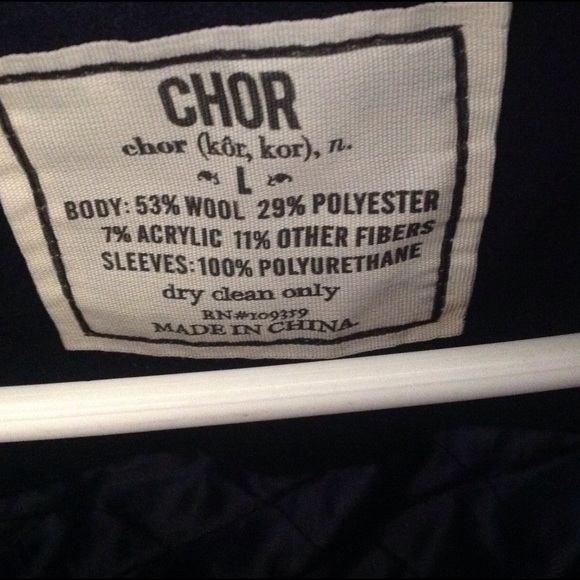 CHOR
chor (kôr, kor), n.
L
BODY: 53% WOOL 29% POLYESTER
7% ACRYLIC 11% OTHER FIBERS
SLEEVES: 100% POLYURETHANE
dry clean only
RN#109359
MADE IN CHINA